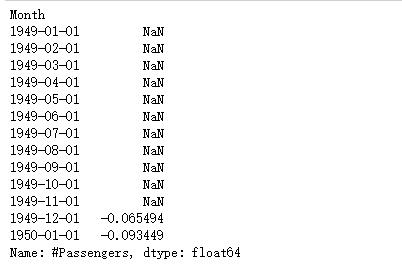 Month
1949-01-01 NaN
1949-02-01 NaN
1949-03-01 NaN
1949-04-01 NaN
1949-05-01 NaN
1949-06-01 NaN
1949-07-01 NaN
1949-08-01 NaN
1949-09-01 NaN
1949-10-01 NaN
1949-11-01 NaN
1949-12-01 -0.065494
1950-01-01 -0.093449
Name: #Passengers, dtype: float64